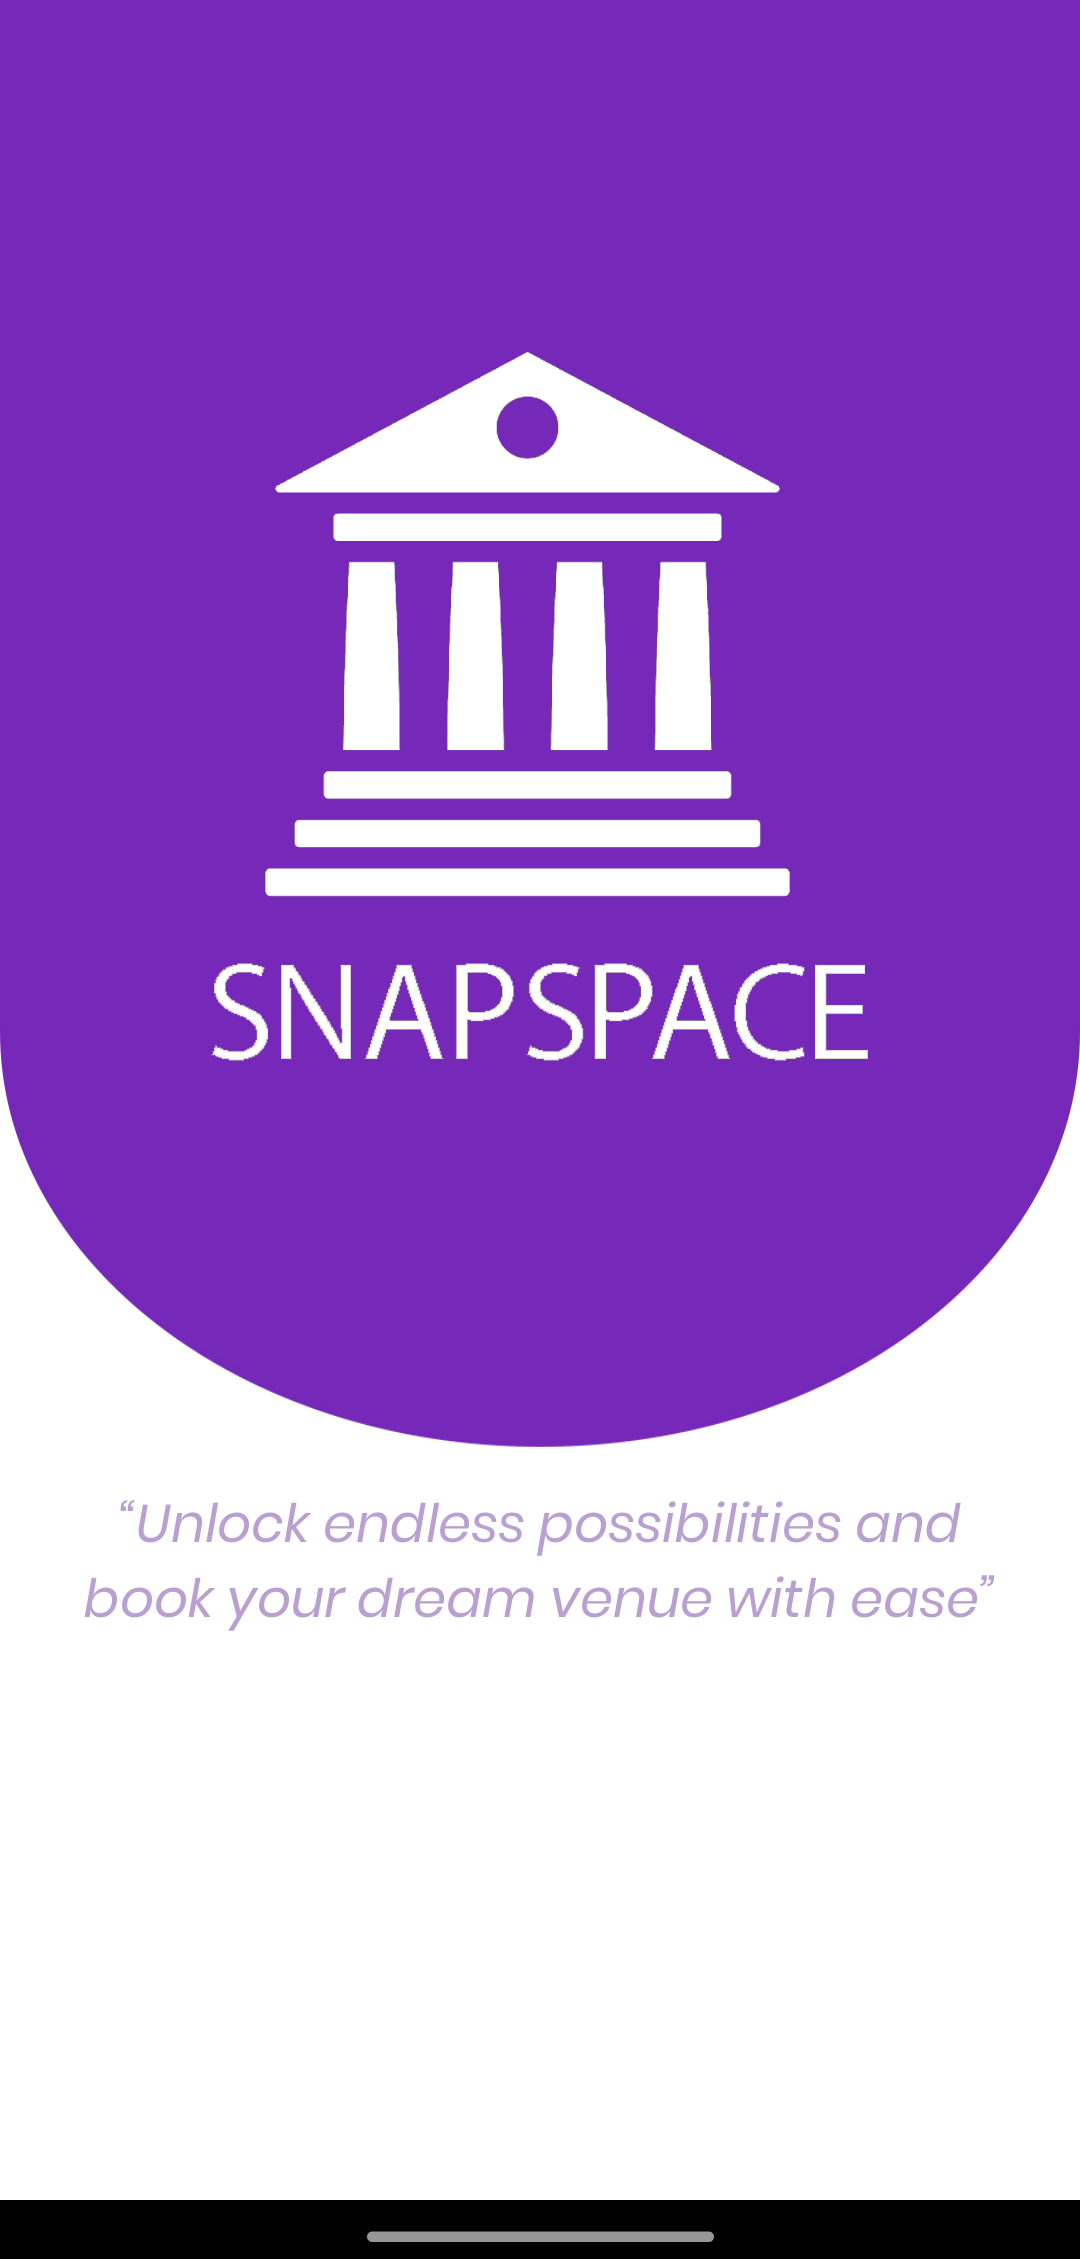 SNAPSPACE
“Unlock endless possibilities and
book your dream venue with ease”